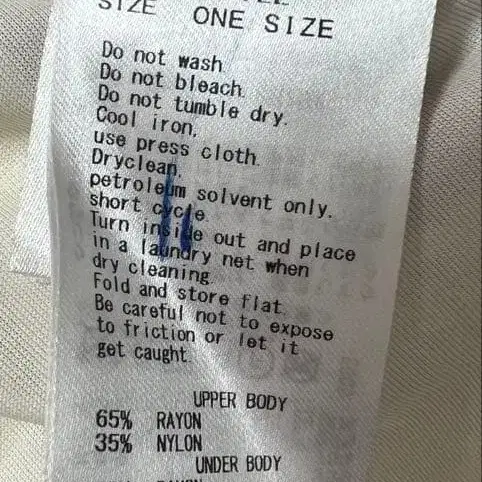 SIZE ONE SIZE
Do not wash.
Do not bleach.
Do not tumble dry.
Cool iron,
use press cloth.
Dryclean,
petroleum solvent only.
short cycle.
Turn inside out and place
in a laundry net when
dry cleaning.
Fold and store flat.
Be careful not to expose
to friction or let it
get caught.
UPPER BODY
65% RAYON
35% NYLON
UNDER BODY